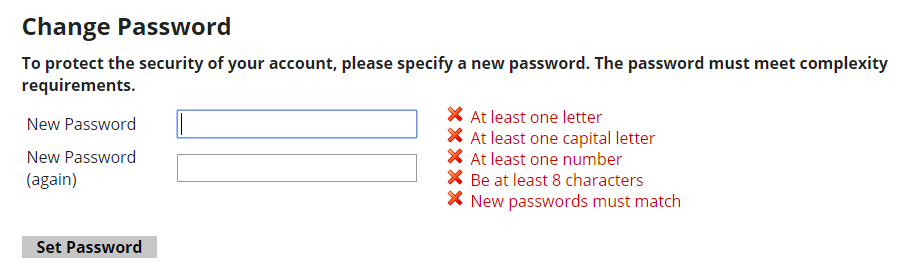 Change Password
To protect the security of your account, please specify a new password. The password must meet complexity
requirements.
New Password
New Password
(again)
At least one letter
At least one capital letter
At least one number
Be at least 8 characters
New passwords must match
Set Password